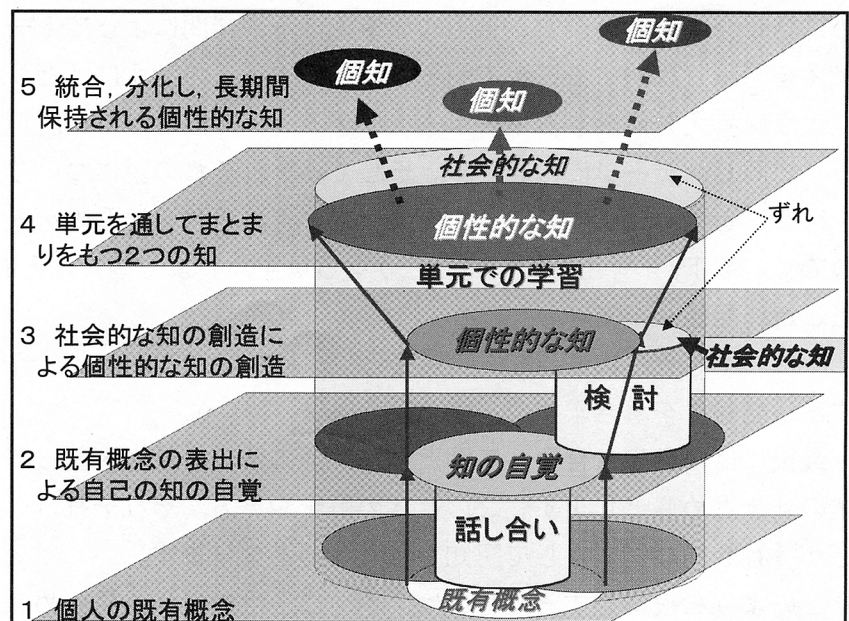 個知
個知
個知
5 統合，分化し，長期間
保持される個性的な知
社会的な知
ずれ
個性的な知
4 単元を通してまとま
りをもつ2つの知
単元での学習
3 社会的な知の創造に
よる個性的な知の創造
個性的な知
社会的な知
検 討
2 既有概念の表出に
よる自己の知の自覚
知の自覚
話し合い
既有概念
1 個人の既有概念